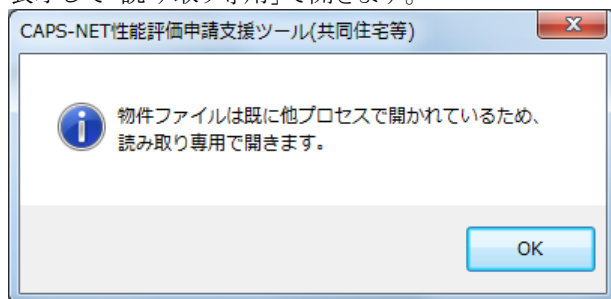 CAPS-NET性能評価申請支援ツール(共同住宅等)
物件ファイルは既に他プロセスで開かれているため、
読み取り専用で開きます。
OK